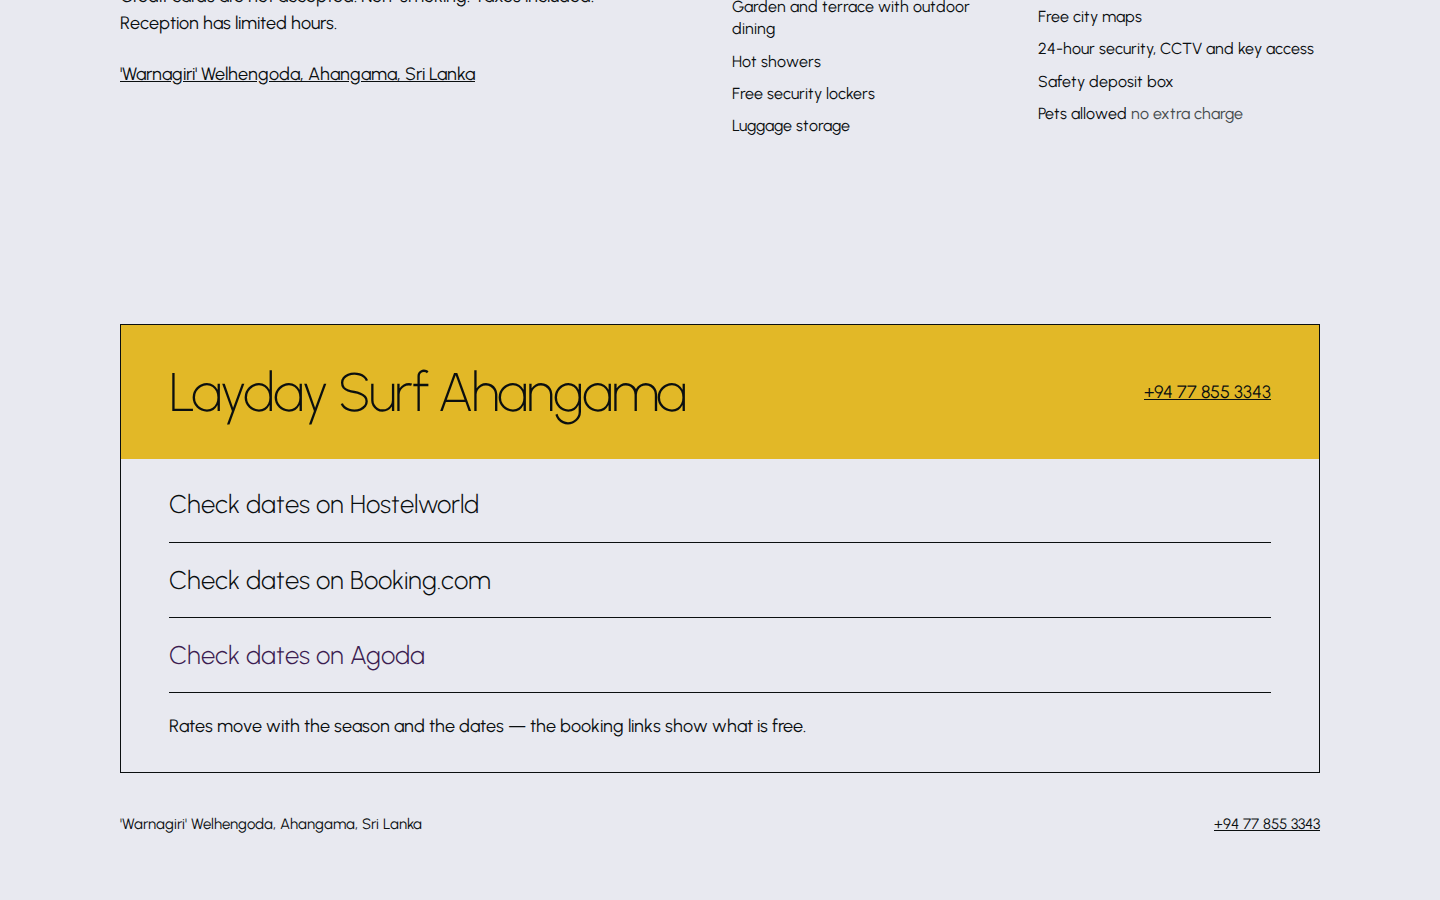 Reception has limited hours.
'Warnagiri' Welhengoda, Ahangama, Sri Lanka
Garden and terrace with outdoor
dining
Hot showers
Free security lockers
Luggage storage
Free city maps
24-hour security, CCTV and key access
Safety deposit box
Pets allowed no extra charge
Layday Surf Ahangama
+94 77 855 3343
Check dates on Hostelworld
Check dates on Booking.com
Check dates on Agoda
Rates move with the season and the dates — the booking links show what is free.
'Warnagiri' Welhengoda, Ahangama, Sri Lanka
+94 77 855 3343